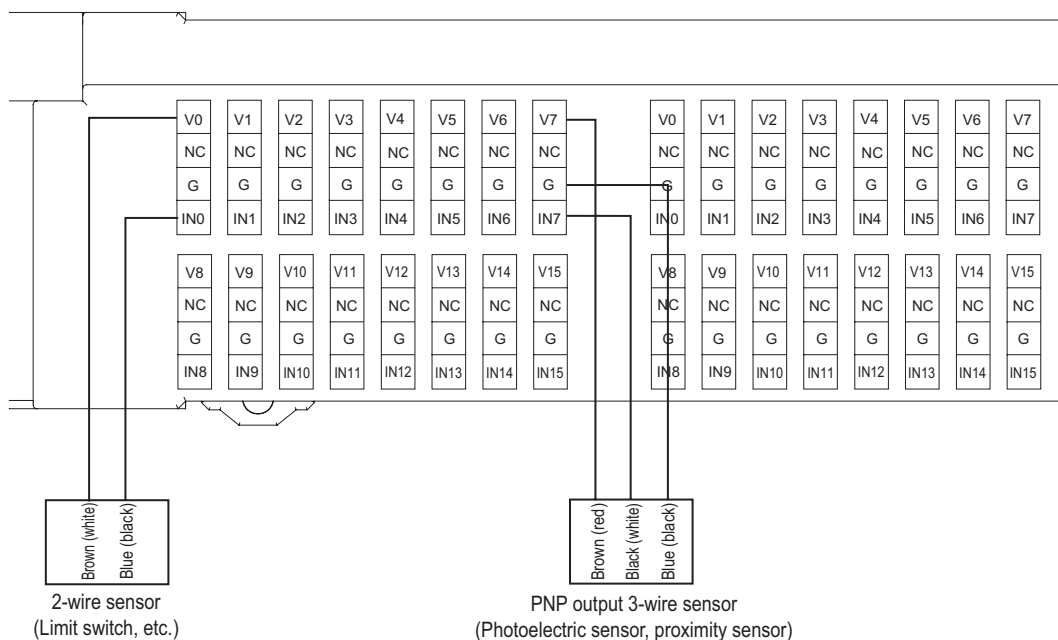 V0 V1 V2 V3 V4 V5 V6 V7 V0 V1 V2 V3 V4 V5 V6 V7
NC NC NC NC NC NC NC NC NC NC NC NC NC NC NC NC
G G G G G G G G G G G G G G G G
IN0 IN1 IN2 IN3 IN4 IN5 IN6 IN7 IN0 IN1 IN2 IN3 IN4 IN5 IN6 IN7
V8 V9 V10 V11 V12 V13 V14 V15 V8 V9 V10 V11 V12 V13 V14 V15
NC NC NC NC NC NC NC NC NC NC NC NC NC NC NC NC
G G G G G G G G G G G G G G G G
IN8 IN9 IN10 IN11 IN12 IN13 IN14 IN15 IN8 IN9 IN10 IN11 IN12 IN13 IN14 IN15
Brown (white)
Blue (black)
2-wire sensor
(Limit switch, etc.)
Brown (red)
Black (white)
Blue (black)
PNP output 3-wire sensor
(Photoelectric sensor, proximity sensor)